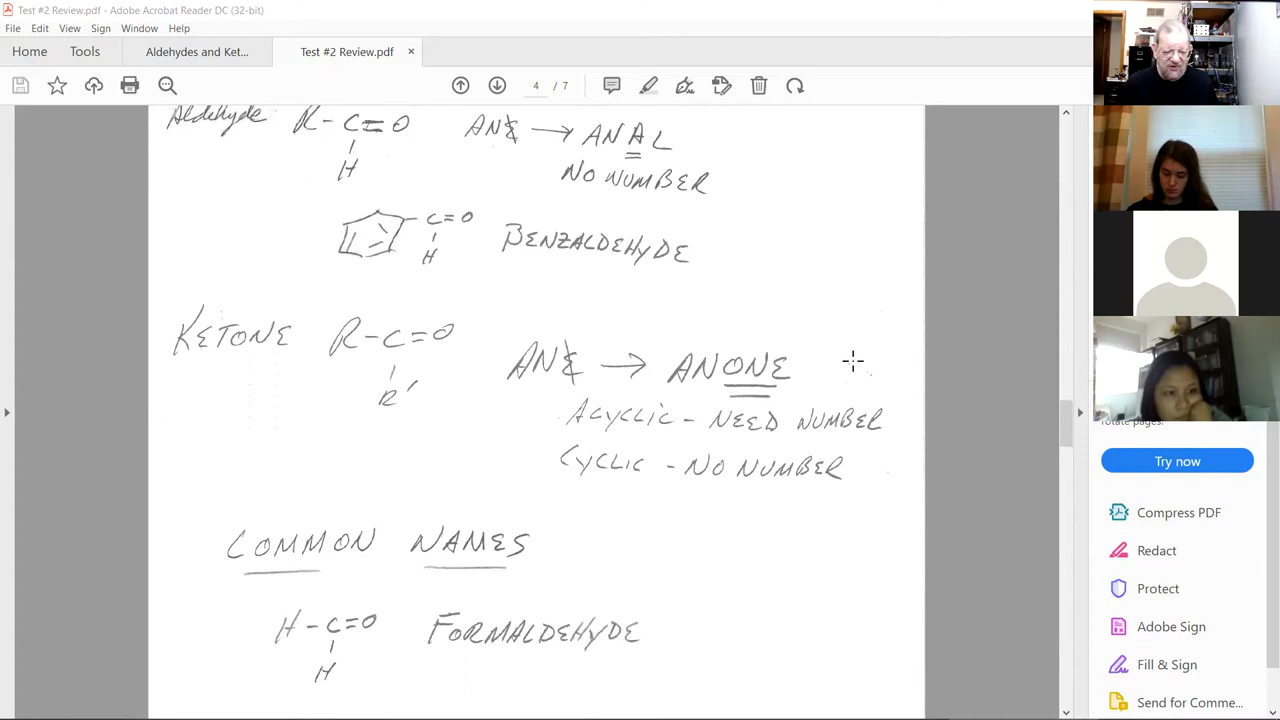 Test #2 Review.pdf - Adobe Acrobat Reader DC (32-bit)
File Edit View Sign Window Help
Home Tools Aldehydes and Ket... Test #2 Review.pdf ×
4 / 7
Aldehyde R-C=O ANE → ANAL
H NO NUMBER
C=O BENZALDEHYDE
H
KETONE R-C=O
R' ANE → ANONE
ACYCLIC - NEED NUMBER
CYCLIC - NO NUMBER
COMMON NAMES
H-C=O FORMALDEHYDE
H
rotate pages.
Try now
Compress PDF
Redact
Protect
Adobe Sign
Fill & Sign
Send for Comme...